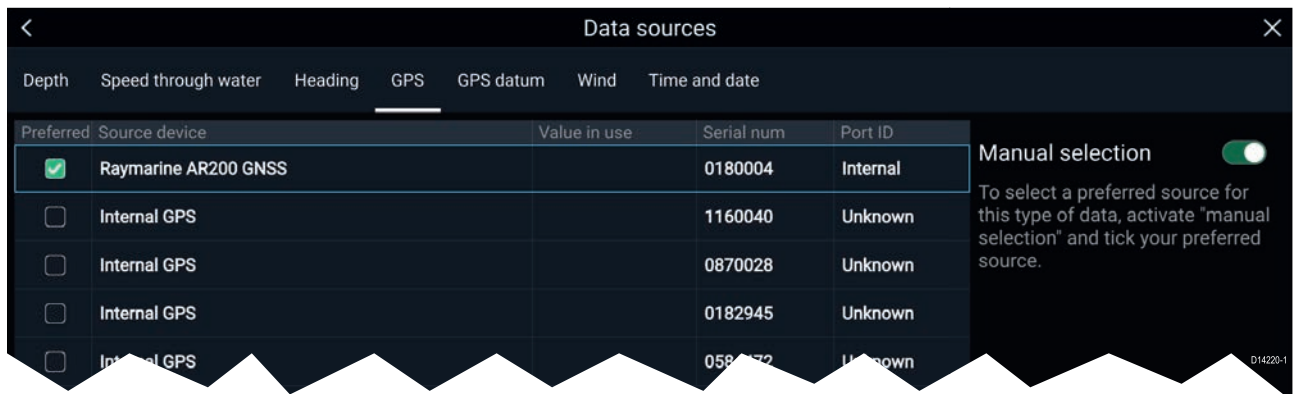 Data sources
Depth Speed through water Heading GPS GPS datum Wind Time and date
Preferred Source device Value in use Serial num Port ID
Raymarine AR200 GNSS 0180004 Internal
Internal GPS 1160040 Unknown
Internal GPS 0870028 Unknown
Internal GPS 0182945 Unknown
GPS
Manual selection
To select a preferred source for
this type of data, activate "manual
selection" and tick your preferred
source.
D14220-1